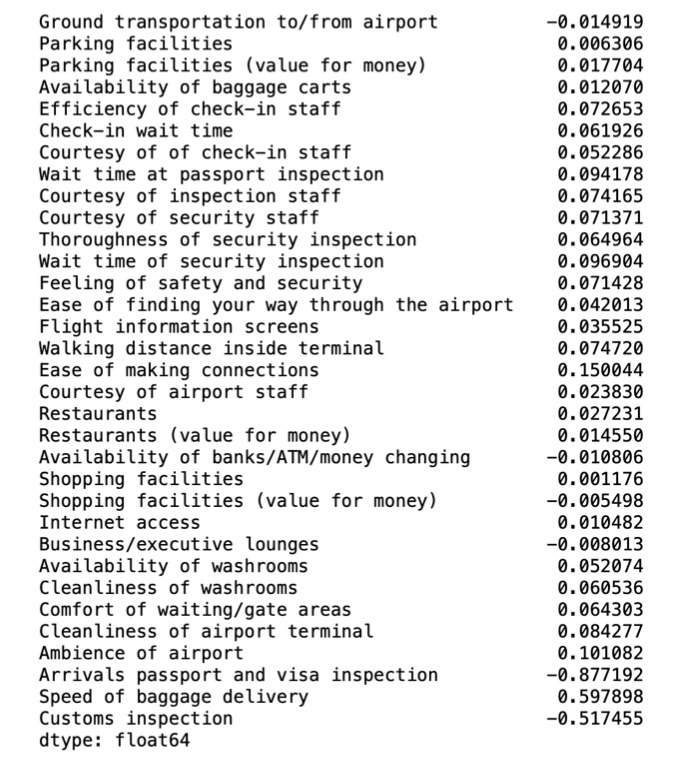 Ground transportation to/from airport -0.014919
Parking facilities 0.006306
Parking facilities (value for money) 0.017704
Availability of baggage carts 0.012070
Efficiency of check-in staff 0.072653
Check-in wait time 0.061926
Courtesy of of check-in staff 0.052286
Wait time at passport inspection 0.094178
Courtesy of inspection staff 0.074165
Courtesy of security staff 0.071371
Thoroughness of security inspection 0.064964
Wait time of security inspection 0.096904
Feeling of safety and security 0.071428
Ease of finding your way through the airport 0.042013
Flight information screens 0.035525
Walking distance inside terminal 0.074720
Ease of making connections 0.150044
Courtesy of airport staff 0.023830
Restaurants 0.027231
Restaurants (value for money) 0.014550
Availability of banks/ATM/money changing -0.010806
Shopping facilities 0.001176
Shopping facilities (value for money) -0.005498
Internet access 0.010482
Business/executive lounges -0.008013
Availability of washrooms 0.052074
Cleanliness of washrooms 0.060536
Comfort of waiting/gate areas 0.064303
Cleanliness of airport terminal 0.084277
Ambience of airport 0.101082
Arrivals passport and visa inspection -0.877192
Speed of baggage delivery 0.597898
Customs inspection -0.517455
dtype: float64